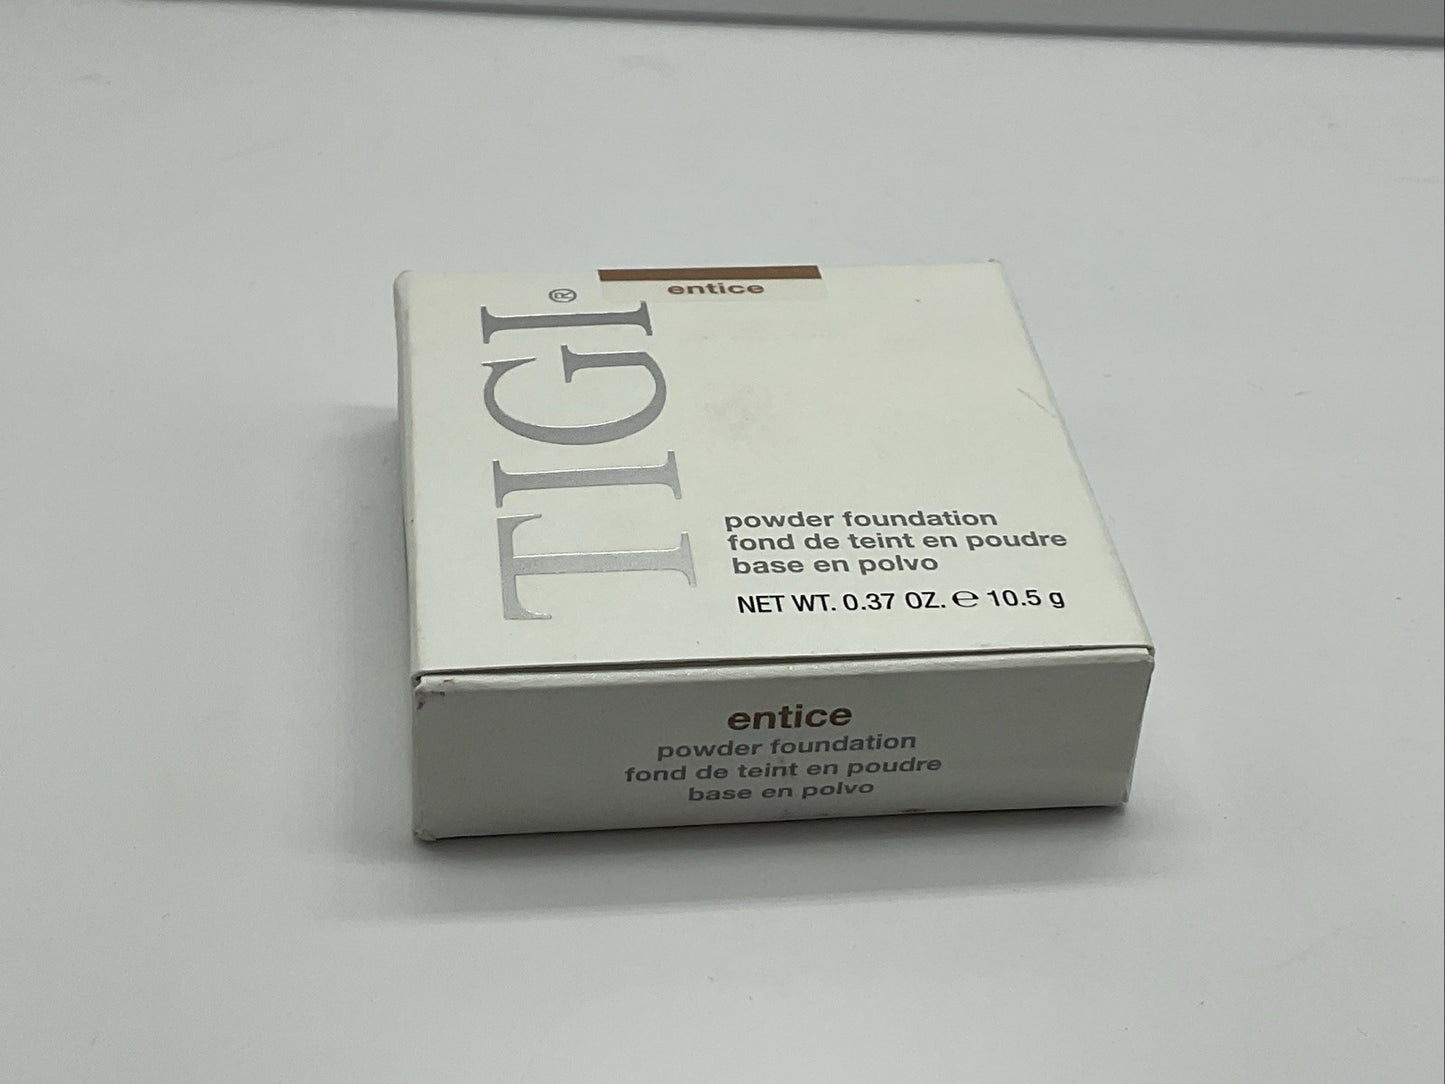 entice
TIGI®
powder foundation
fond de teint en poudre
base en polvo
NET WT. 0.37 OZ. ℮ 10.5 g
entice
powder foundation
fond de teint en poudre
base en polvo